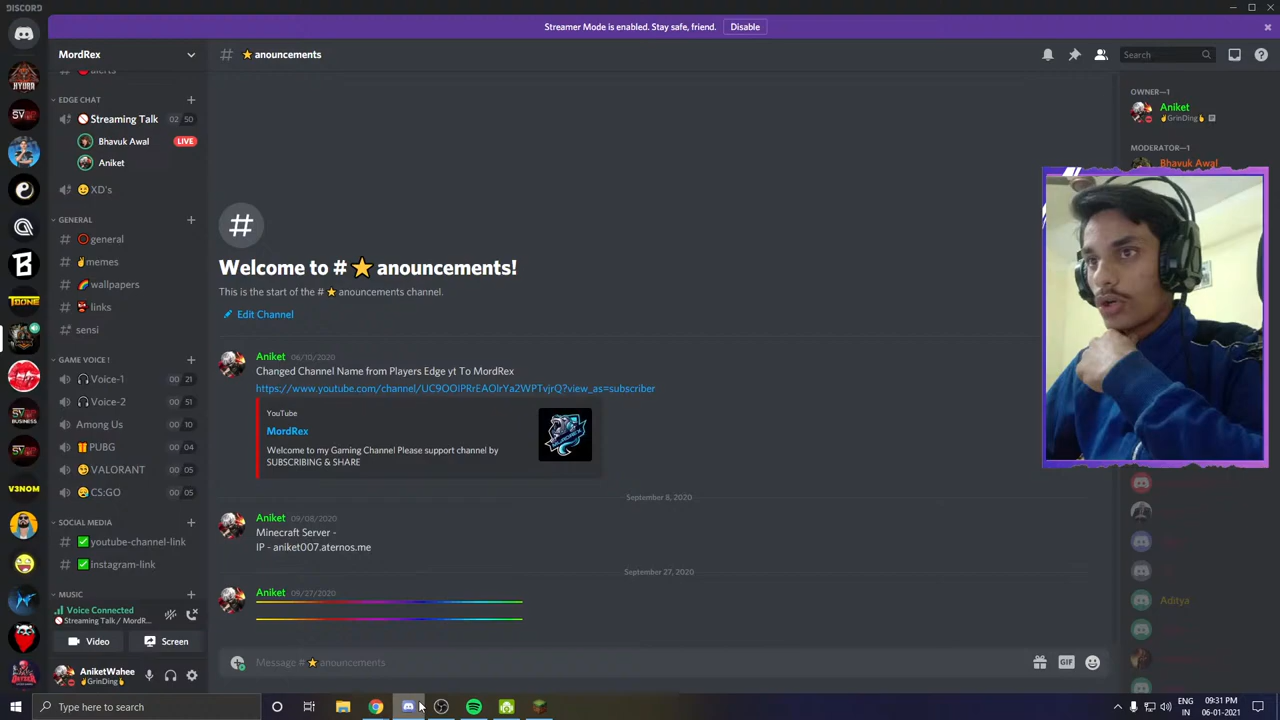 DISCORD
Streamer Mode is enabled. Stay safe, friend.
Disable
MordRex
# ⭐ anouncements
Search
EDGE CHAT
🚫 Streaming Talk 02 50
Bhavuk Awal LIVE
Aniket
😊 XD's
GENERAL
# ⭕ general
# ✌ memes
# 🌈 wallpapers
# links
# sensi
GAME VOICE !
🎧 Voice-1 00 21
🎧 Voice-2 00 51
Among Us 00 10
🎁 PUBG 00 04
😉 VALORANT 00 05
CS:GO 00 05
SOCIAL MEDIA
# ✅ youtube-channel-link
# ✅ instagram-link
MUSIC
Voice Connected
🚫 Streaming Talk / MordR...
Video
Screen
AniketWahee
✌GrinDing
Welcome to # ⭐ anouncements!
This is the start of the # ⭐ anouncements channel.
Edit Channel
Aniket 06/10/2020
Changed Channel Name from Players Edge yt To MordRex
https://www.youtube.com/channel/UC9OOIPRrEAOIrYa2WPTvjrQ?view_as=subscriber
YouTube
MordRex
Welcome to my Gaming Channel Please support channel by
SUBSCRIBING & SHARE
September 8, 2020
Aniket 09/08/2020
Minecraft Server -
IP - aniket007.aternos.me
September 27, 2020
Aniket 09/27/2020
Message # ⭐ anouncements
GIF
OWNER—1
Aniket
✌GrinDing
MODERATOR—1
Bhavuk Awal
Aditya
HYDRA
SV
SV
BUSINESS
SV
V3NOM
Type here to search
ENG
IN
09:31 PM
06-01-2021